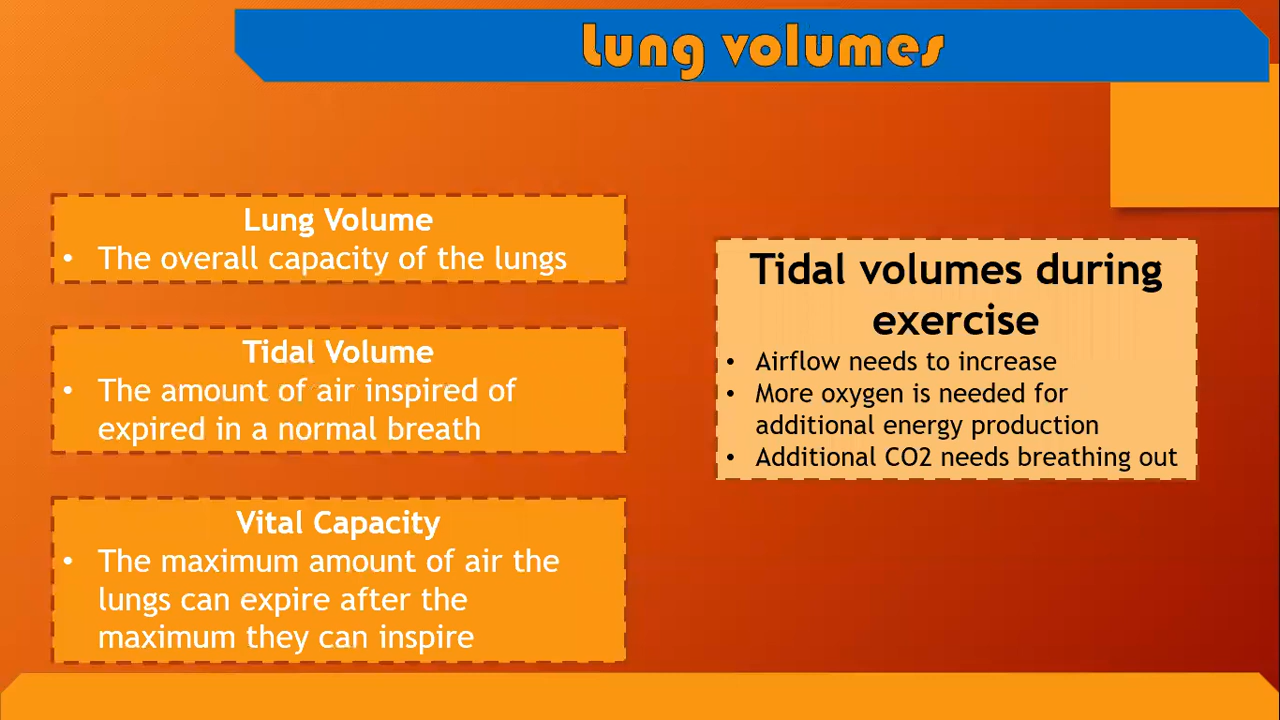 Lung volumes
Lung Volume
• The overall capacity of the lungs
Tidal Volume
• The amount of air inspired of
expired in a normal breath
Vital Capacity
• The maximum amount of air the
lungs can expire after the
maximum they can inspire
Tidal volumes during
exercise
• Airflow needs to increase
• More oxygen is needed for
additional energy production
• Additional CO2 needs breathing out